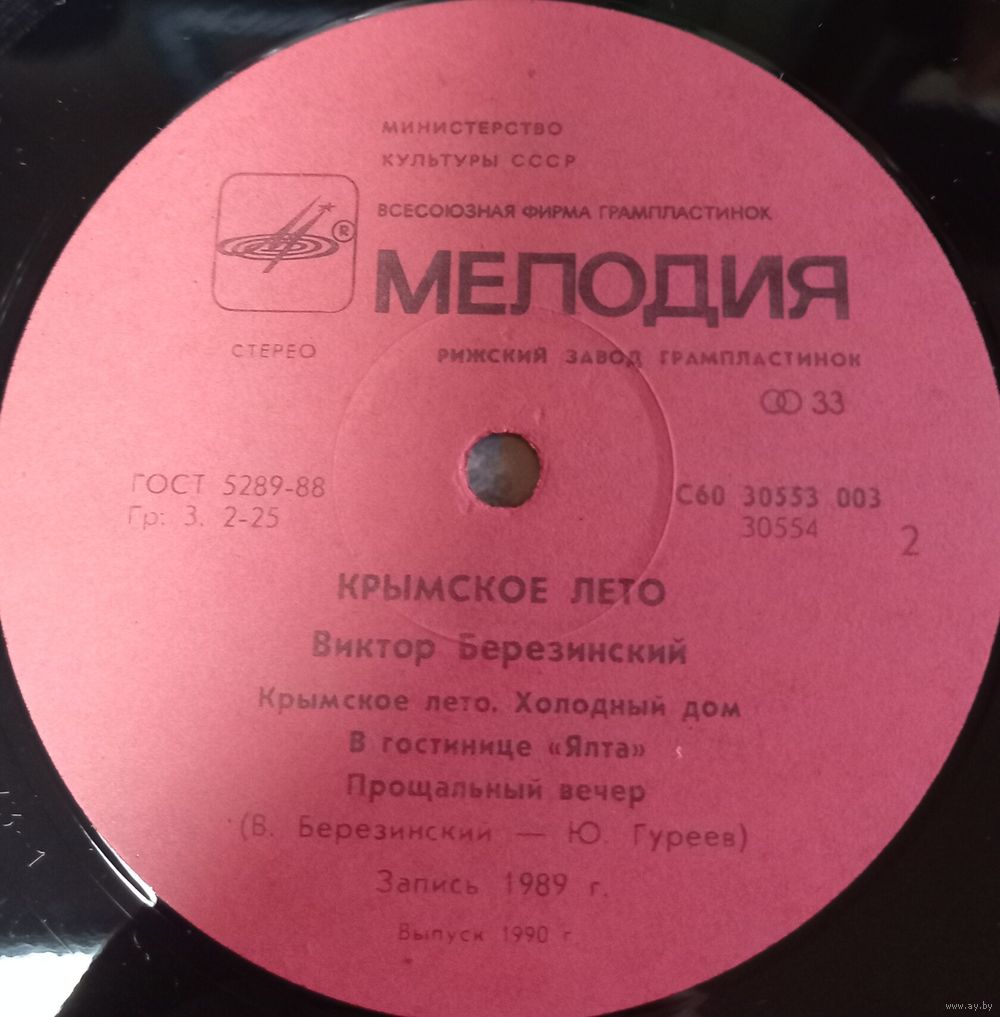 МИНИСТЕРСТВО
КУЛЬТУРЫ СССР
ВСЕСОЮЗНАЯ ФИРМА ГРАМПЛАСТИНОК
®
МЕЛОДИЯ
СТЕРЕО
РИЖСКИЙ ЗАВОД ГРАМПЛАСТИНОК
33
ГОСТ 5289-88
Гр: 3. 2-25
С60 30553 003
30554
2
КРЫМСКОЕ ЛЕТО
Виктор Березинский
Крымское лето. Холодный дом
В гостинице «Ялта»
Прощальный вечер
(В. Березинский — Ю. Гуреев)
Запись 1989 г.
Выпуск 1990 г
www.ay.by